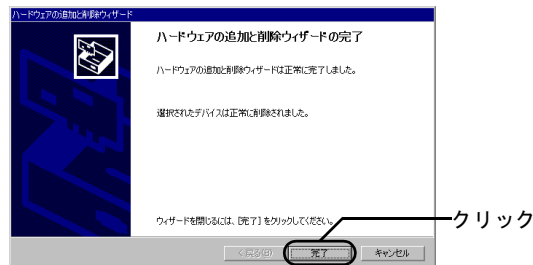 ハードウェアの追加と削除ウィザード
ハードウェアの追加と削除ウィザードの完了
ハードウェアの追加と削除ウィザードは正常に完了しました。
選択されたデバイスは正常に削除されました。
ウィザードを閉じるには、[完了] をクリックしてください。
クリック
< 戻る(B)
完了
キャンセル